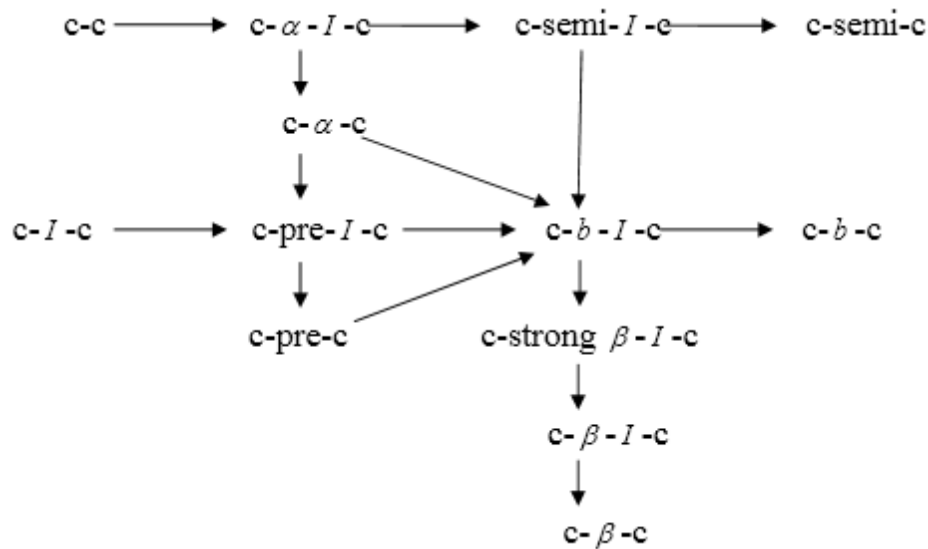 c-c c-α-I-c c-semi-I-c c-semi-c
c-α-c
c-I-c c-pre-I-c c-b-I-c c-b-c
c-pre-c c-strong β-I-c
c-β-I-c
c-β-c